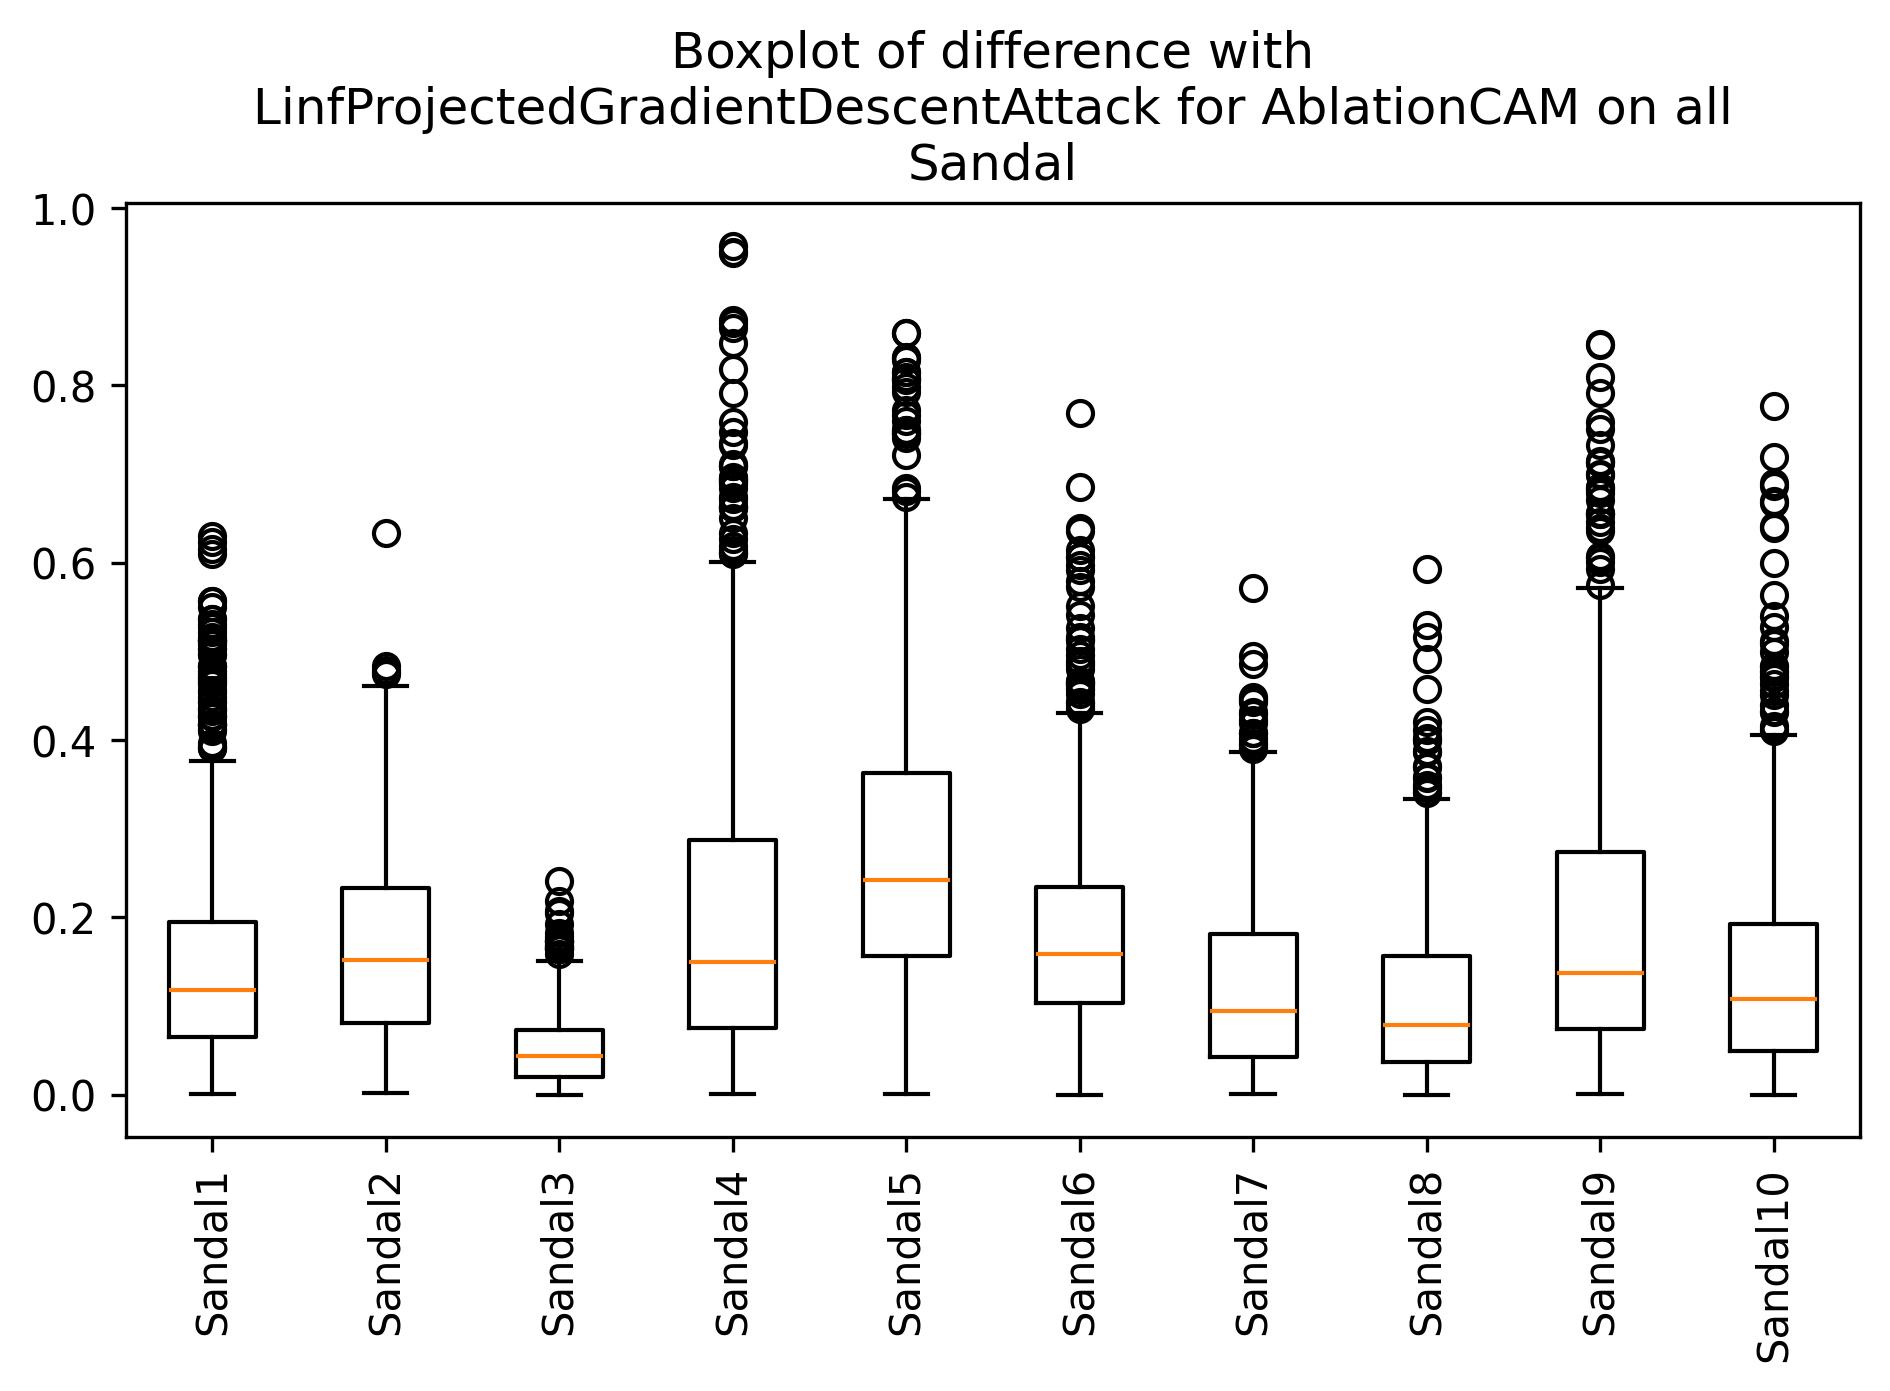 Boxplot of difference with
LinfProjectedGradientDescentAttack for AblationCAM on all
Sandal
1.0
0.8
0.6
0.4
0.2
0.0
Sandal1
Sandal2
Sandal3
Sandal4
Sandal5
Sandal6
Sandal7
Sandal8
Sandal9
Sandal10